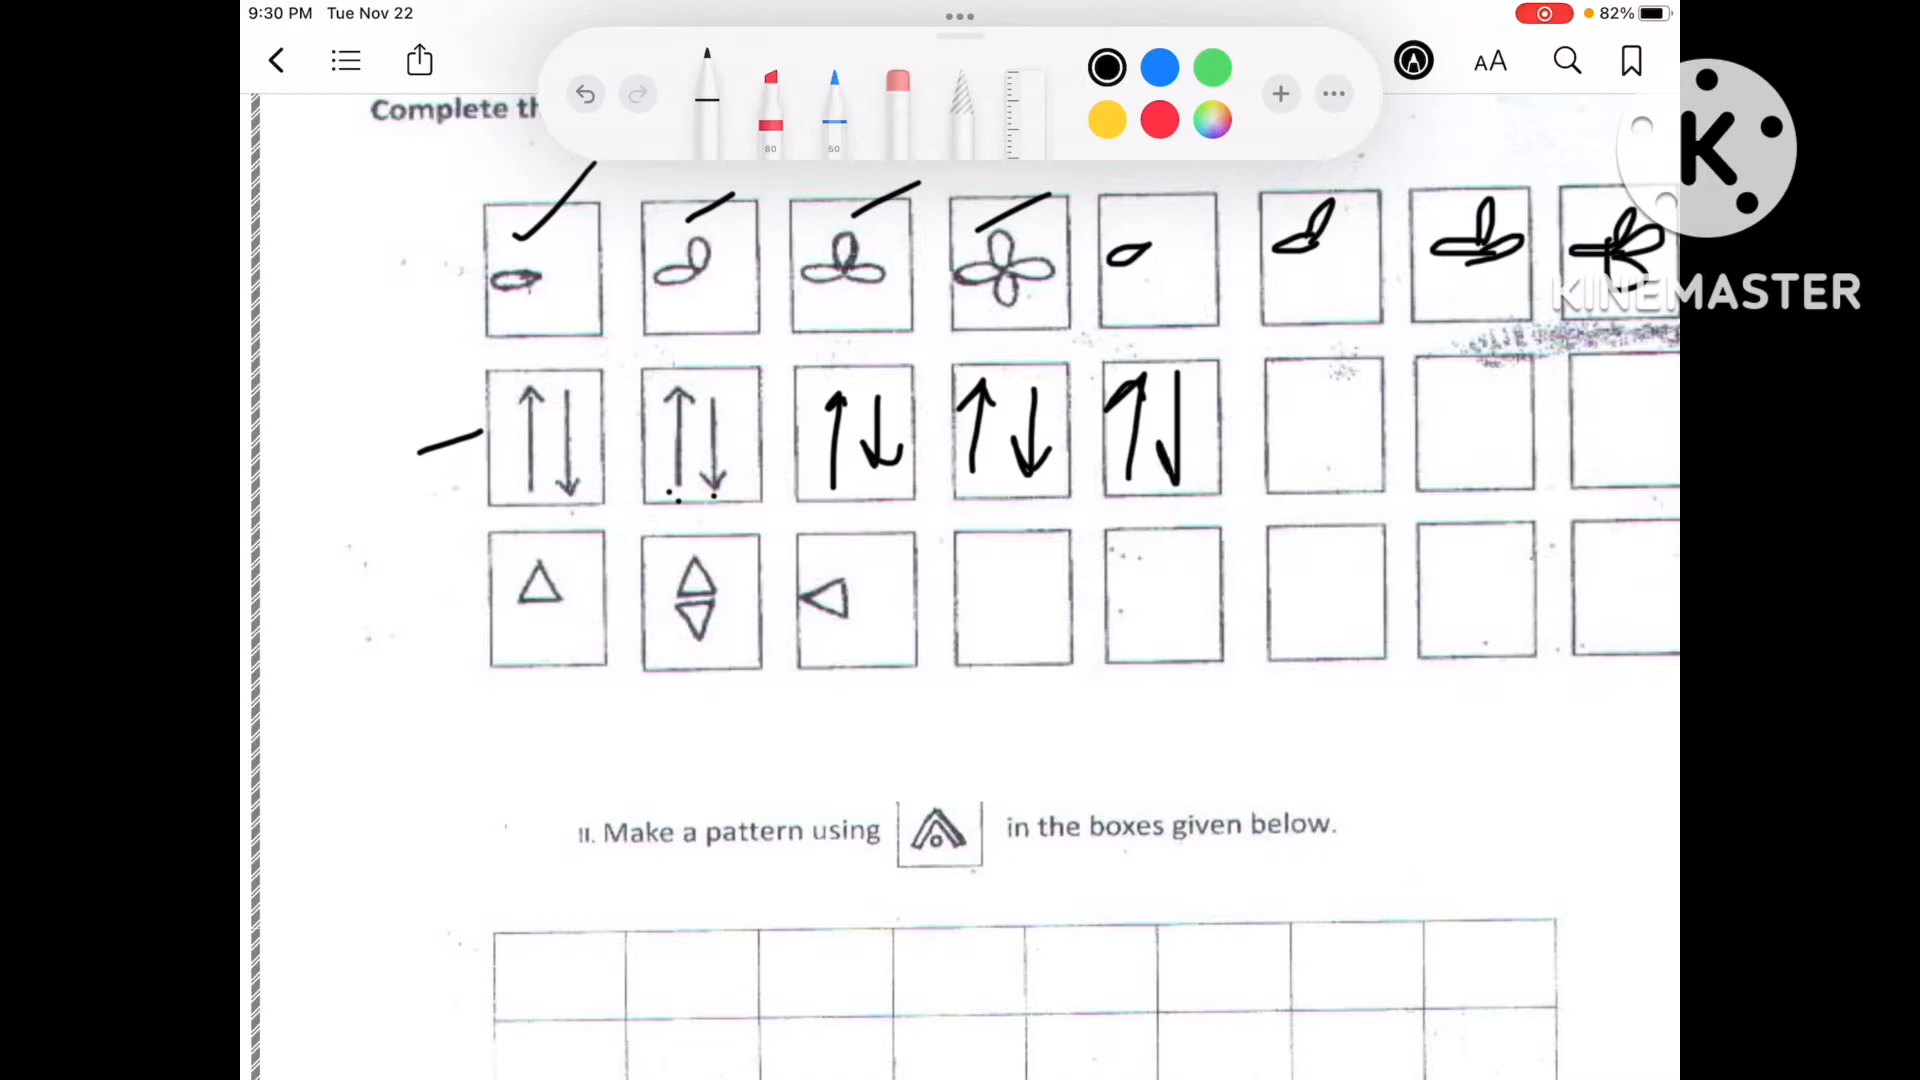 9:30 PM Tue Nov 22
82%
AA
Complete th
80
50
K
KINEMASTER
II. Make a pattern using in the boxes given below.